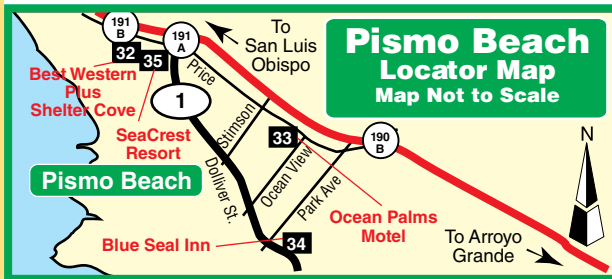 191
B
191
A
To
San Luis
Obispo
Pismo Beach
Locator Map
Map Not to Scale
32
35
Best Western
Plus
Shelter Cove
Price
1
SeaCrest
Resort
Stimson
33
190
B
N
Pismo Beach
Dolliver St.
Ocean View
Park Ave
Ocean Palms
Motel
Blue Seal Inn
34
To Arroyo
Grande